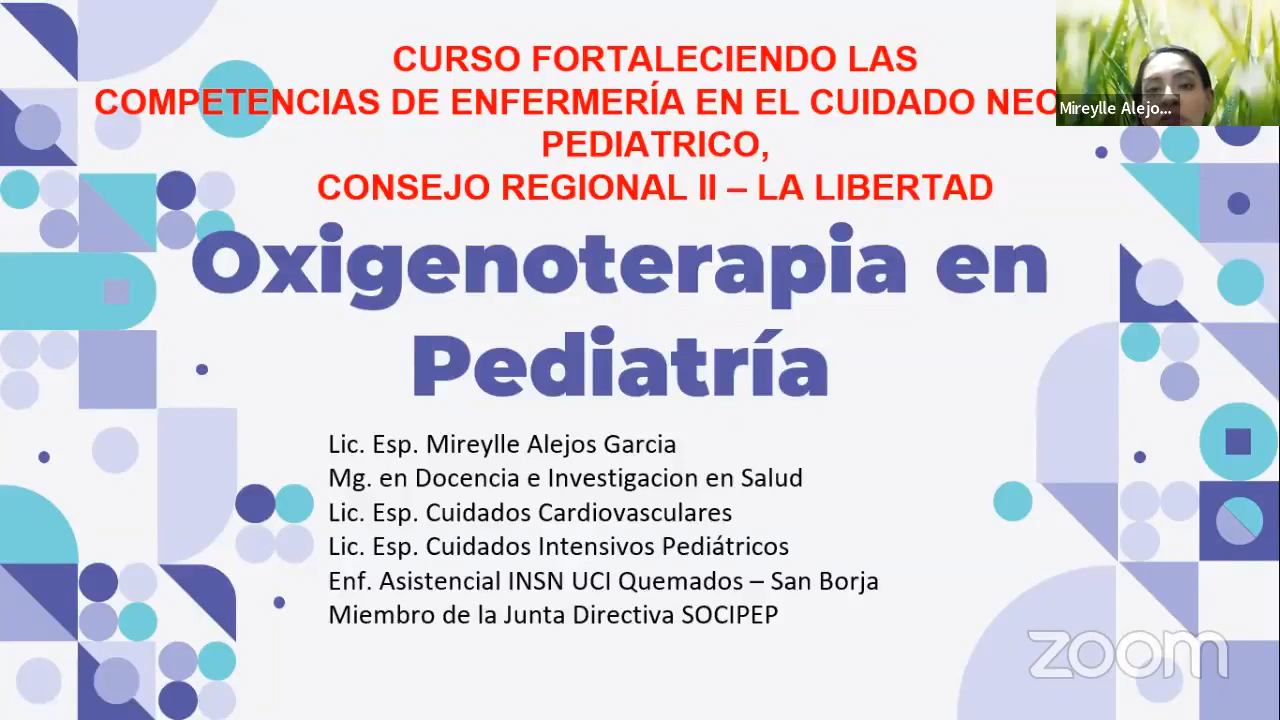 CURSO FORTALECIENDO LAS
COMPETENCIAS DE ENFERMERÍA EN EL CUIDADO
Mireylle Alejo...
PEDIATRICO,
CONSEJO REGIONAL II – LA LIBERTAD
Oxigenoterapia en
Pediatría
Lic. Esp. Mireylle Alejos Garcia
Mg. en Docencia e Investigacion en Salud
Lic. Esp. Cuidados Cardiovasculares
Lic. Esp. Cuidados Intensivos Pediátricos
Enf. Asistencial INSN UCI Quemados – San Borja
Miembro de la Junta Directiva SOCIPEP
zoom